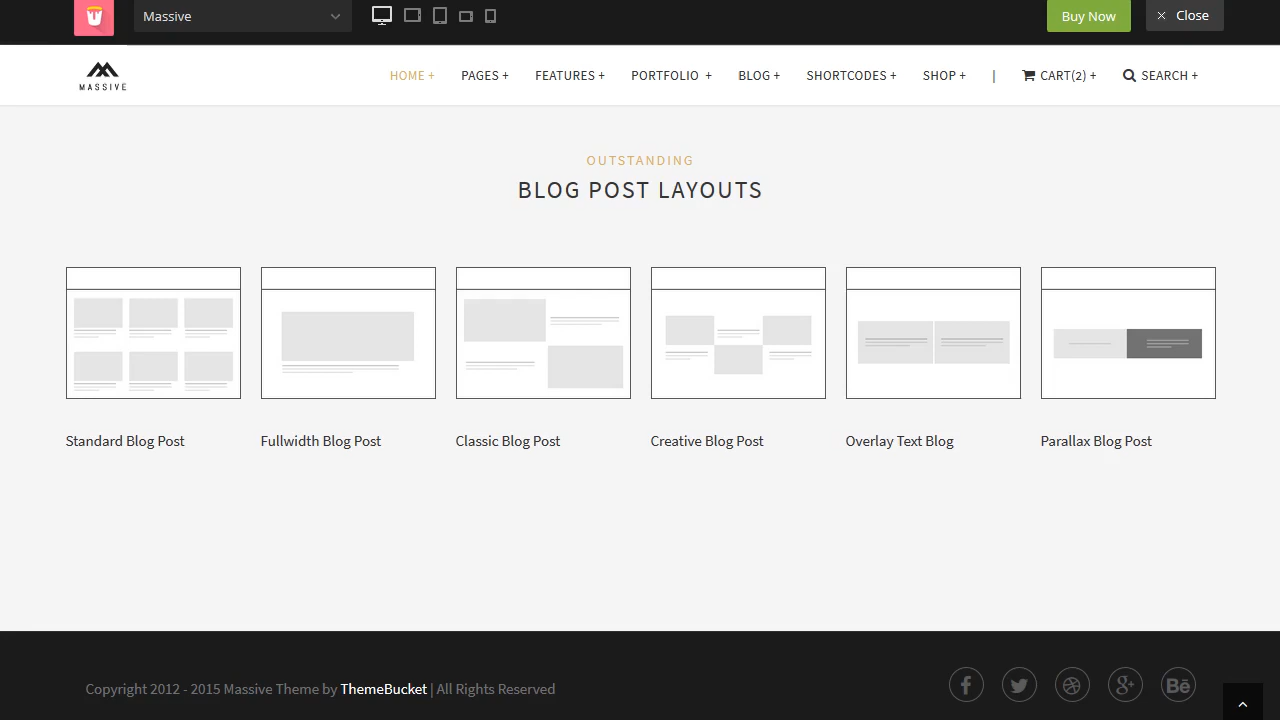 Massive
Buy Now
Close
MASSIVE
HOME +
PAGES +
FEATURES +
PORTFOLIO +
BLOG +
SHORTCODES +
SHOP +
|
CART(2) +
SEARCH +
OUTSTANDING
BLOG POST LAYOUTS
Standard Blog Post
Fullwidth Blog Post
Classic Blog Post
Creative Blog Post
Overlay Text Blog
Parallax Blog Post
Copyright 2012 - 2015 Massive Theme by ThemeBucket | All Rights Reserved